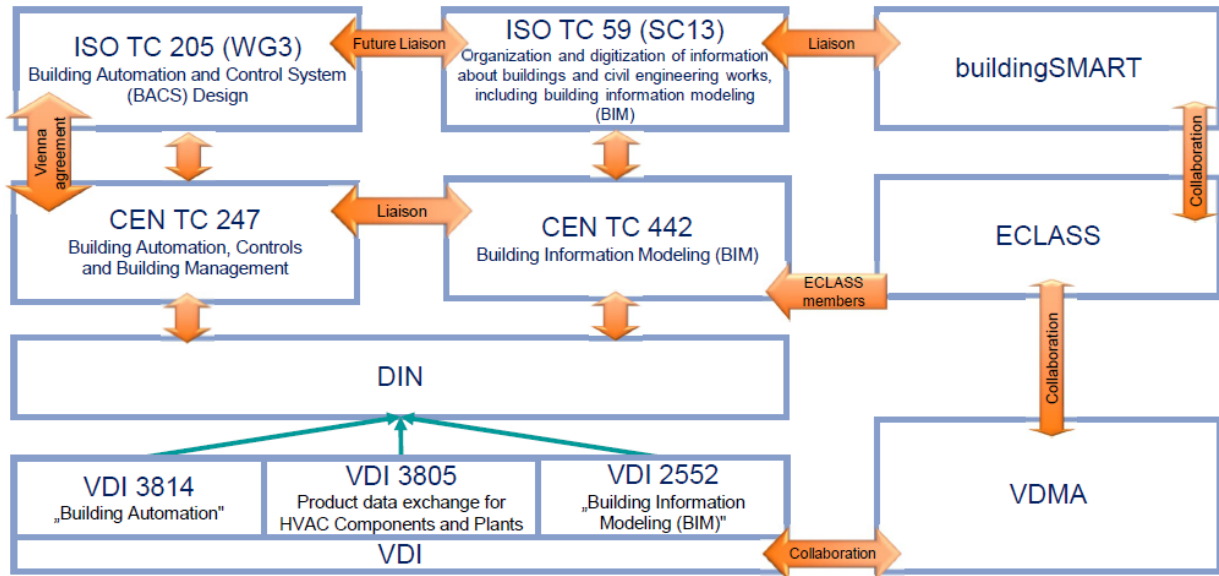 ISO TC 205 (WG3)
Building Automation and Control System
(BACS) Design
Future Liaison
ISO TC 59 (SC13)
Organization and digitization of information
about buildings and civil engineering works,
including building information modeling
(BIM)
Liaison
buildingSMART
Vienna
agreement
Collaboration
CEN TC 247
Building Automation, Controls
and Building Management
Liaison
CEN TC 442
Building Information Modeling (BIM)
ECLASS
ECLASS
members
DIN
Collaboration
VDI 3814
„Building Automation"
VDI 3805
Product data exchange for
HVAC Components and Plants
VDI 2552
„Building Information
Modeling (BIM)"
VDI
Collaboration
VDMA